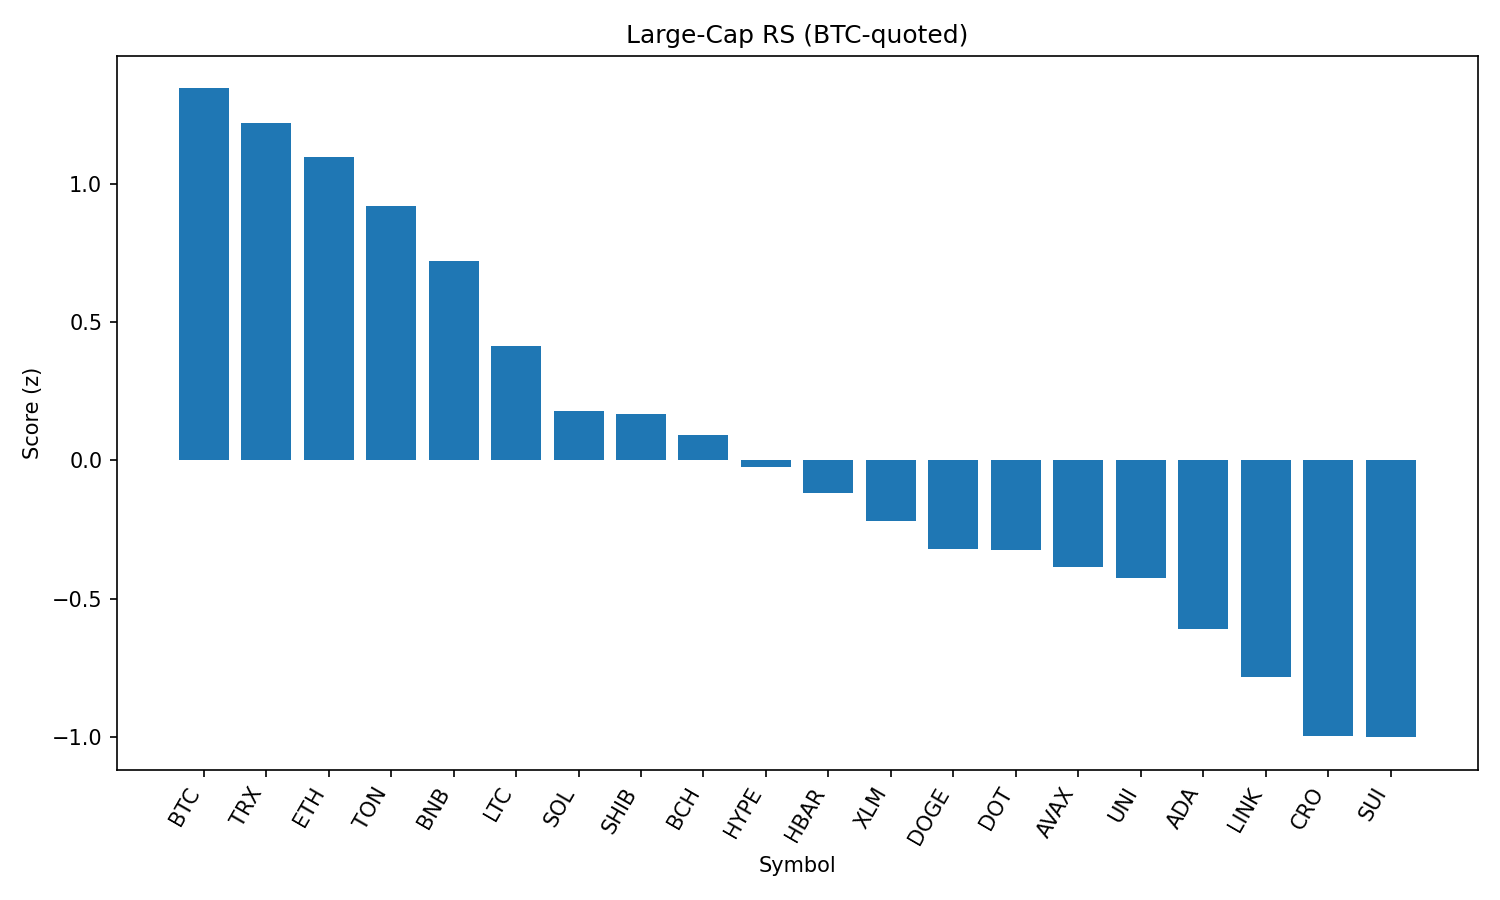 Large-Cap RS (BTC-quoted)
Score (z)
1.0
0.5
0.0
−0.5
−1.0
BTC
TRX
ETH
TON
BNB
LTC
SOL
SHIB
BCH
HYPE
HBAR
XLM
DOGE
DOT
AVAX
UNI
ADA
LINK
CRO
SUI
Symbol